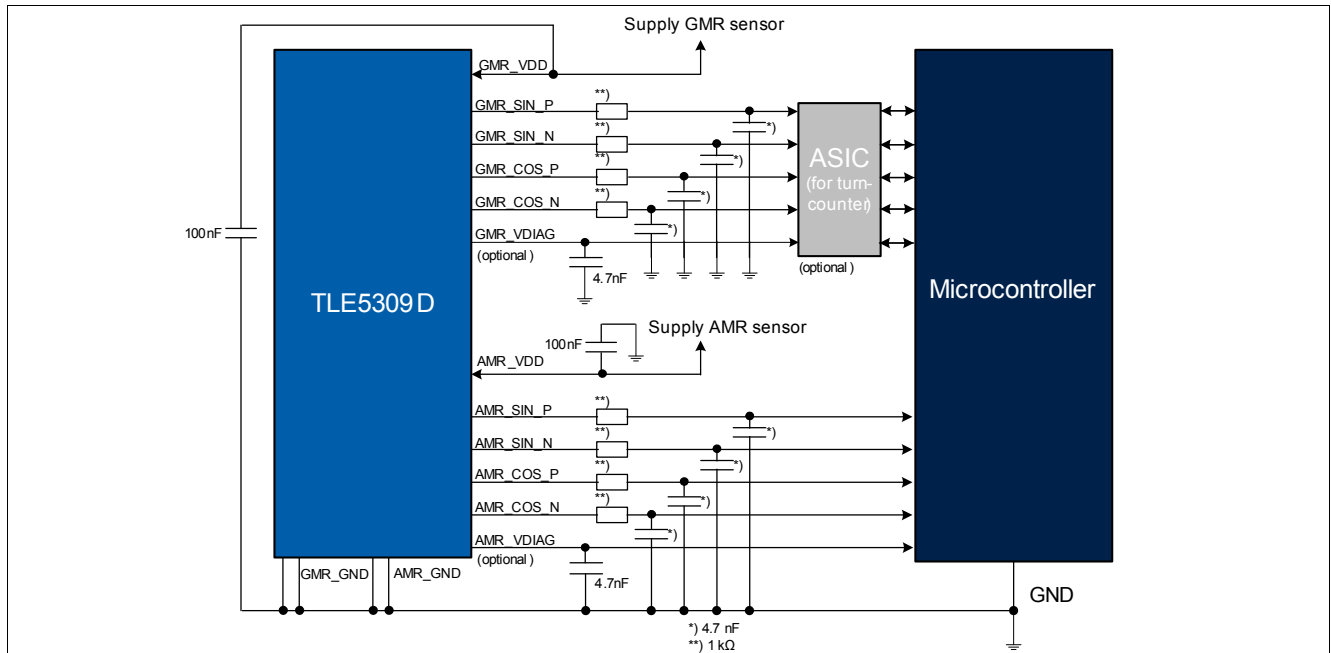 Supply GMR sensor
GMR_VDD
**)
GMR_SIN_P
*)
**)
GMR_SIN_N
*)
**)
GMR_COS_P
*)
**)
GMR_COS_N
*)
GMR_VDIAG
(optional )
4.7nF
100nF
ASIC
(for turn-
counter)
(optional )
TLE5309D
Microcontroller
Supply AMR sensor
100nF
AMR_VDD
**)
AMR_SIN_P
*)
**)
AMR_SIN_N
*)
**)
AMR_COS_P
*)
**)
AMR_COS_N
*)
AMR_VDIAG
(optional )
4.7nF
GMR_GND
AMR_GND
GND
*) 4.7 nF
**) 1 kΩ